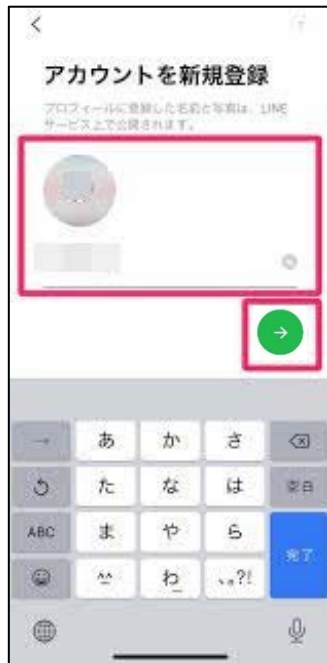 アカウントを新規登録
プロフィールに登録した名前と写真は、LINE
サービス上で公開されます。
→ あ か さ
た な は 空白
ABC ま や ら
完了
^^ わ_ 、。?!